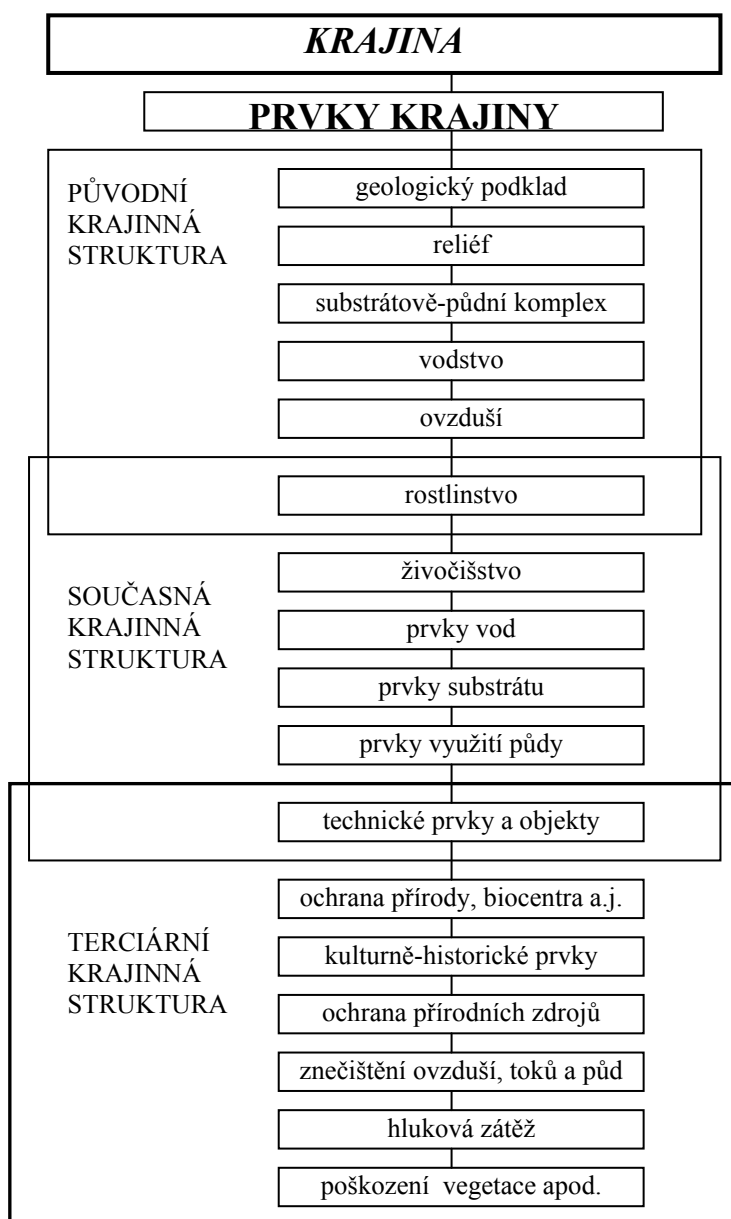 KRAJINA
PRVKY KRAJINY
PŮVODNÍ
KRAJINNÁ
STRUKTURA
geologický podklad
reliéf
substrátově-půdní komplex
vodstvo
ovzduší
rostlinstvo
SOUČASNÁ
KRAJINNÁ
STRUKTURA
živočišstvo
prvky vod
prvky substrátu
prvky využití půdy
technické prvky a objekty
TERCIÁRNÍ
KRAJINNÁ
STRUKTURA
ochrana přírody, biocentra a.j.
kulturně-historické prvky
ochrana přírodních zdrojů
znečištění ovzduší, toků a půd
hluková zátěž
poškození vegetace apod.